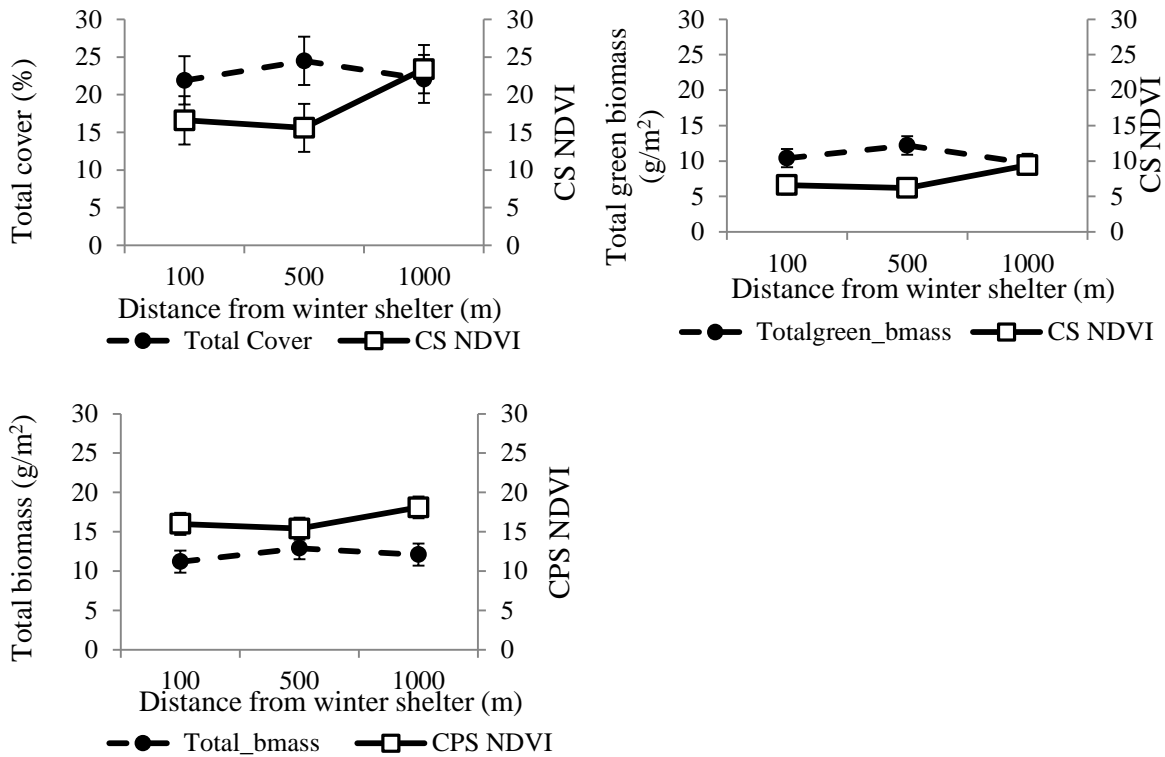 30
25
20
15
10
5
0
Total cover (%)
30
25
20
15
10
5
0
CS NDVI
100 500 1000
Distance from winter shelter (m)
Total Cover CS NDVI
30
25
20
15
10
5
0
Total green biomass
(g/m²)
30
25
20
15
10
5
0
CS NDVI
100 500 1000
Distance from winter shelter (m)
Totalgreen_bmass CS NDVI
30
25
20
15
10
5
0
Total biomass (g/m²)
30
25
20
15
10
5
0
CPS NDVI
100 500 1000
Distance from winter shelter (m)
Total_bmass CPS NDVI